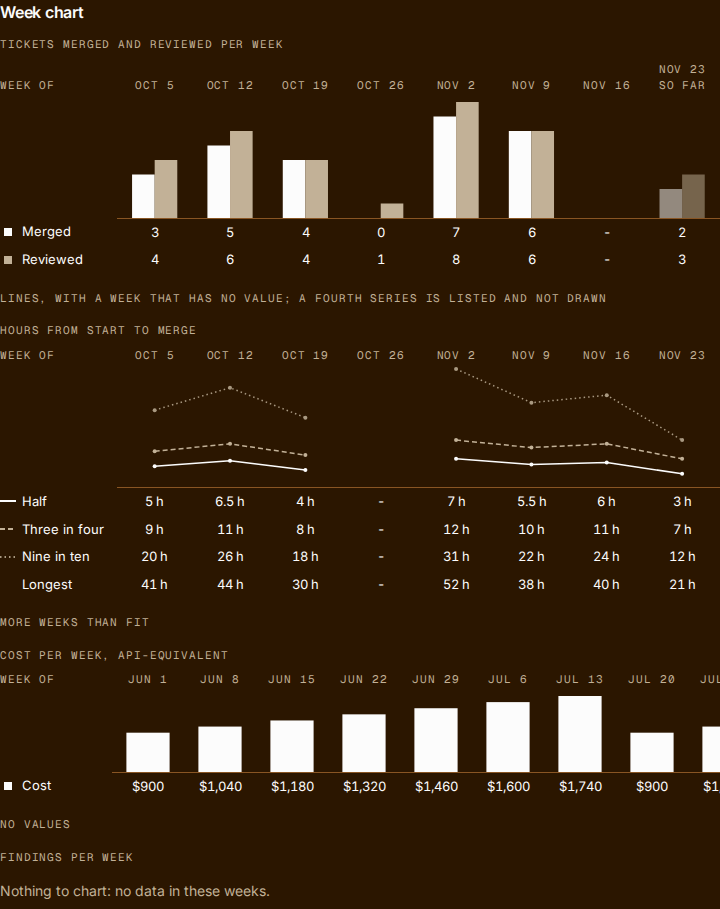 Week chart
TICKETS MERGED AND REVIEWED PER WEEK
WEEK OF OCT 5 OCT 12 OCT 19 OCT 26 NOV 2 NOV 9 NOV 16 NOV 23 SO FAR
Merged 3 5 4 0 7 6 - 2
Reviewed 4 6 4 1 8 6 - 3
LINES, WITH A WEEK THAT HAS NO VALUE; A FOURTH SERIES IS LISTED AND NOT DRAWN
HOURS FROM START TO MERGE
WEEK OF OCT 5 OCT 12 OCT 19 OCT 26 NOV 2 NOV 9 NOV 16 NOV 23
Half 5 h 6.5 h 4 h - 7 h 5.5 h 6 h 3 h
Three in four 9 h 11 h 8 h - 12 h 10 h 11 h 7 h
Nine in ten 20 h 26 h 18 h - 31 h 22 h 24 h 12 h
Longest 41 h 44 h 30 h - 52 h 38 h 40 h 21 h
MORE WEEKS THAN FIT
COST PER WEEK, API-EQUIVALENT
WEEK OF JUN 1 JUN 8 JUN 15 JUN 22 JUN 29 JUL 6 JUL 13 JUL 20 JUL
Cost $900 $1,040 $1,180 $1,320 $1,460 $1,600 $1,740 $900 $1
NO VALUES
FINDINGS PER WEEK
Nothing to chart: no data in these weeks.